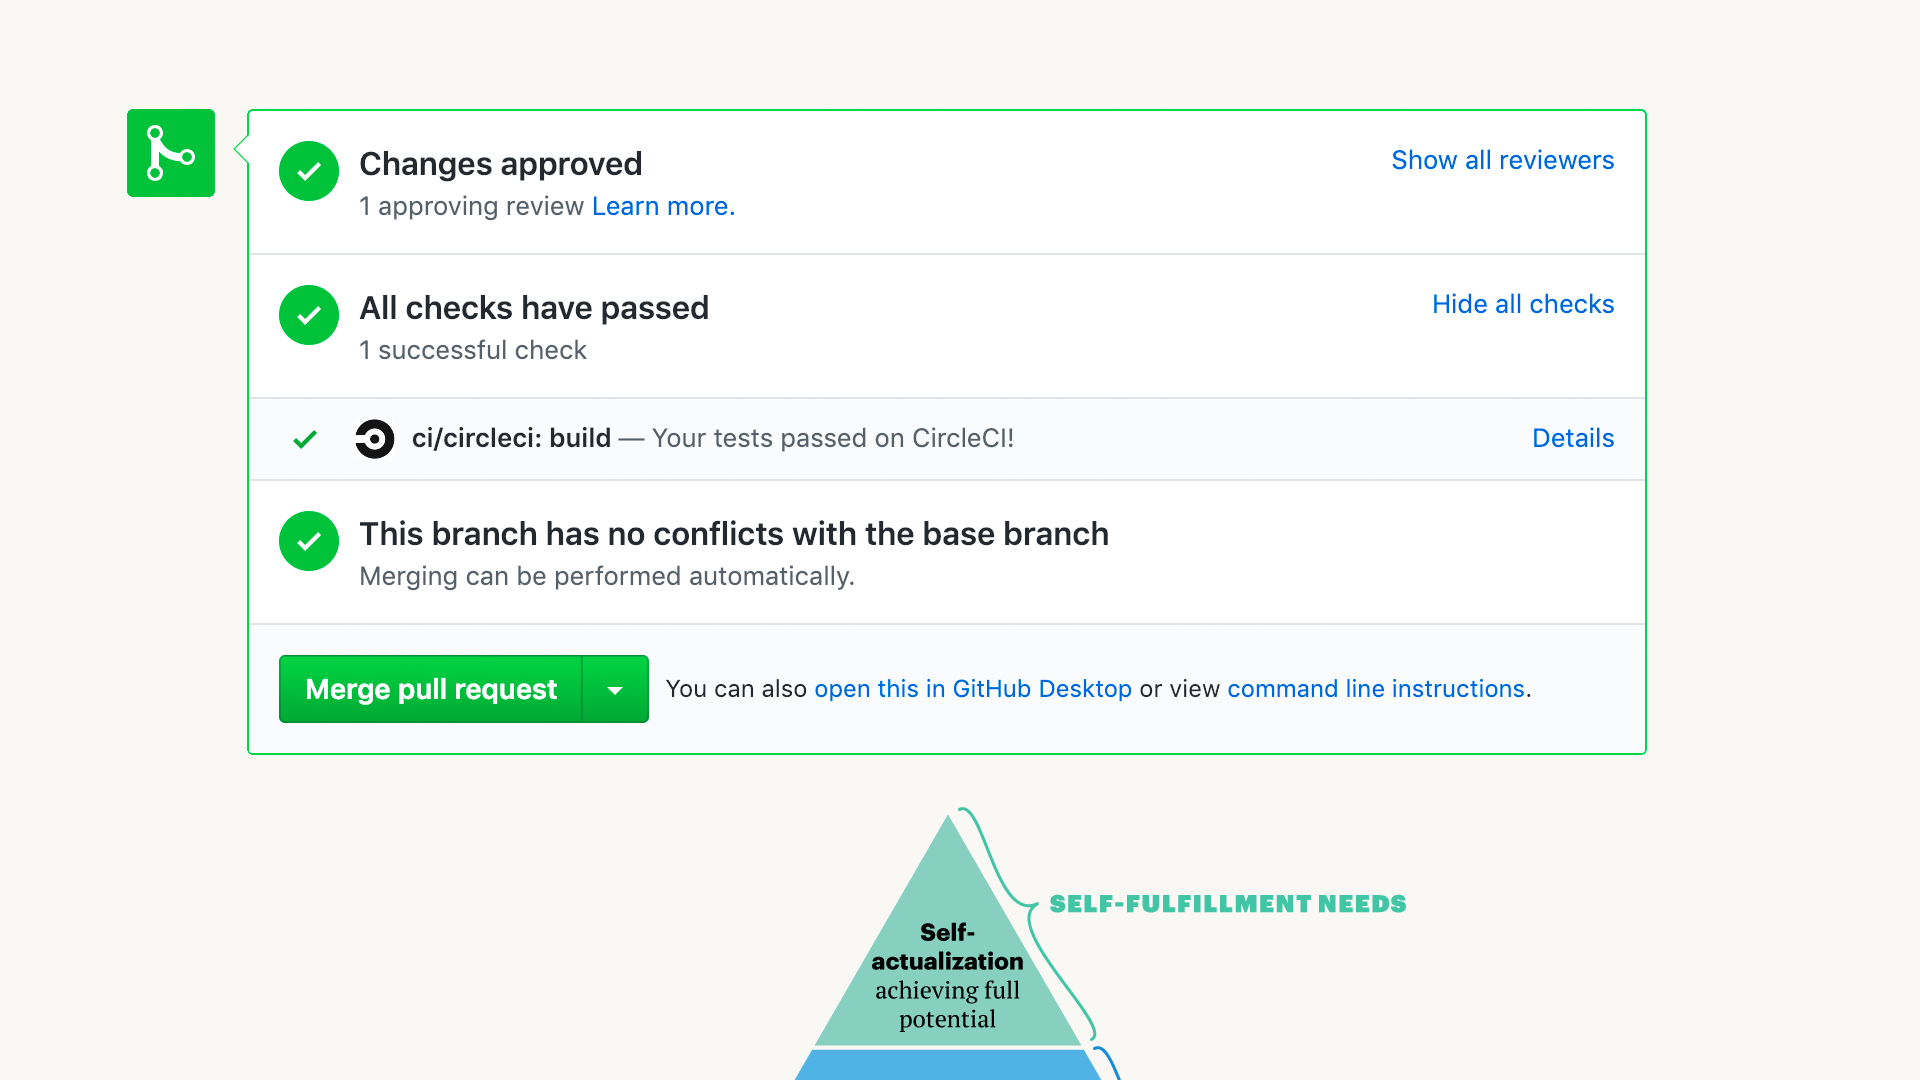 Changes approved
Show all reviewers
1 approving review Learn more.
All checks have passed
Hide all checks
1 successful check
ci/circleci: build — Your tests passed on CircleCI!
Details
This branch has no conflicts with the base branch
Merging can be performed automatically.
Merge pull request
You can also open this in GitHub Desktop or view command line instructions.
SELF-FULFILLMENT NEEDS
Self-
actualization
achieving full
potential